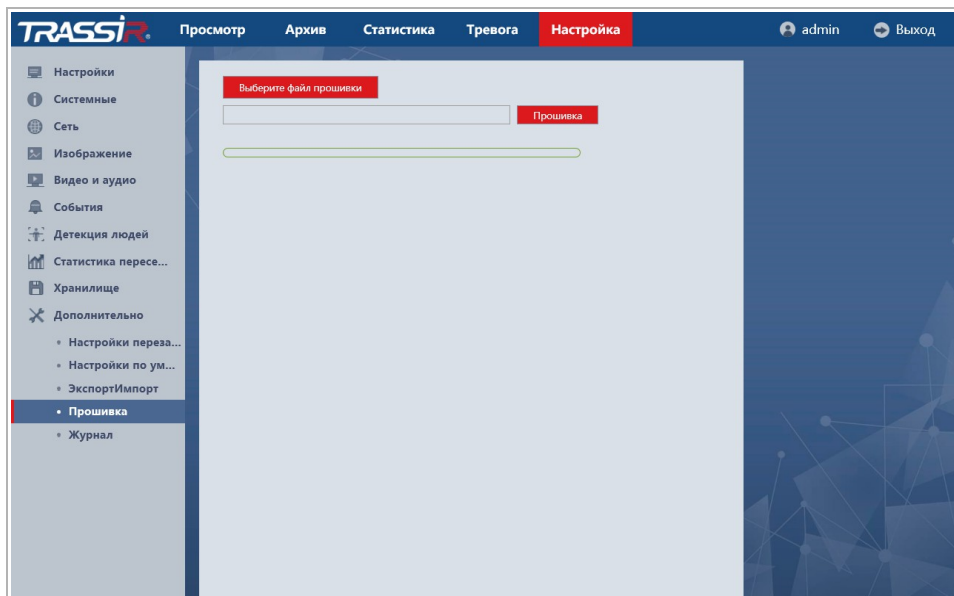 TRASSIR
Просмотр Архив Статистика Тревога Настройка admin Выход
Настройки
Системные
Сеть
Изображение
Видео и аудио
События
Детекция людей
Статистика пересе...
Хранилище
Дополнительно
Настройки переза...
Настройки по ум...
ЭкспортИмпорт
Прошивка
Журнал
Выберите файл прошивки
Прошивка